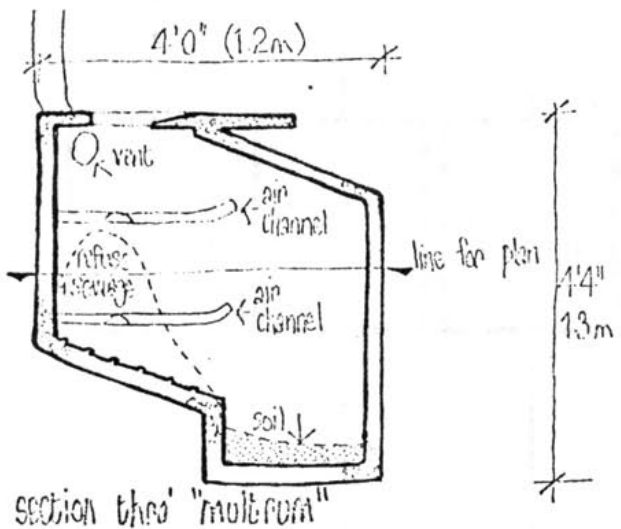 4'0" (1.2m)
vent
air
channel
refuse
sewage
line for plan
air
channel
4'4"
1.3m
soil
section thro' "multrum"